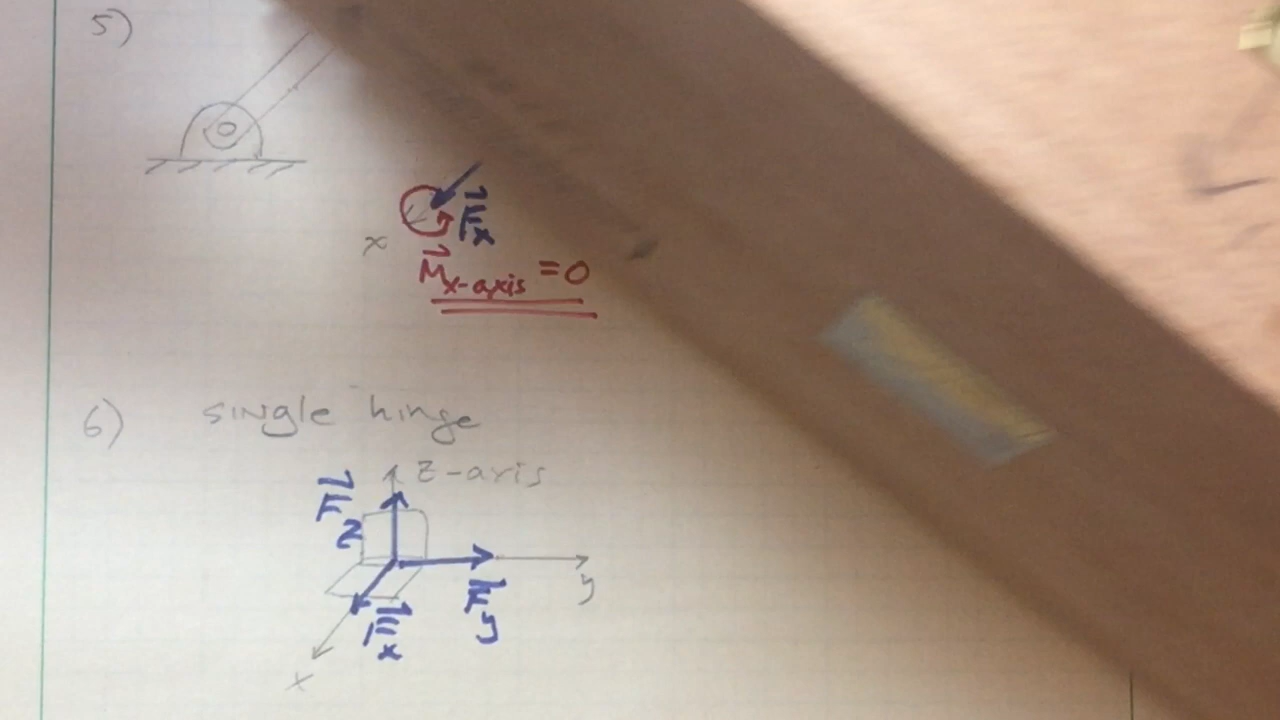 5)
F⃗x
x
M⃗x-axis = 0
6) single hinge
z-axis
F⃗z
y
F⃗y
F⃗x
x